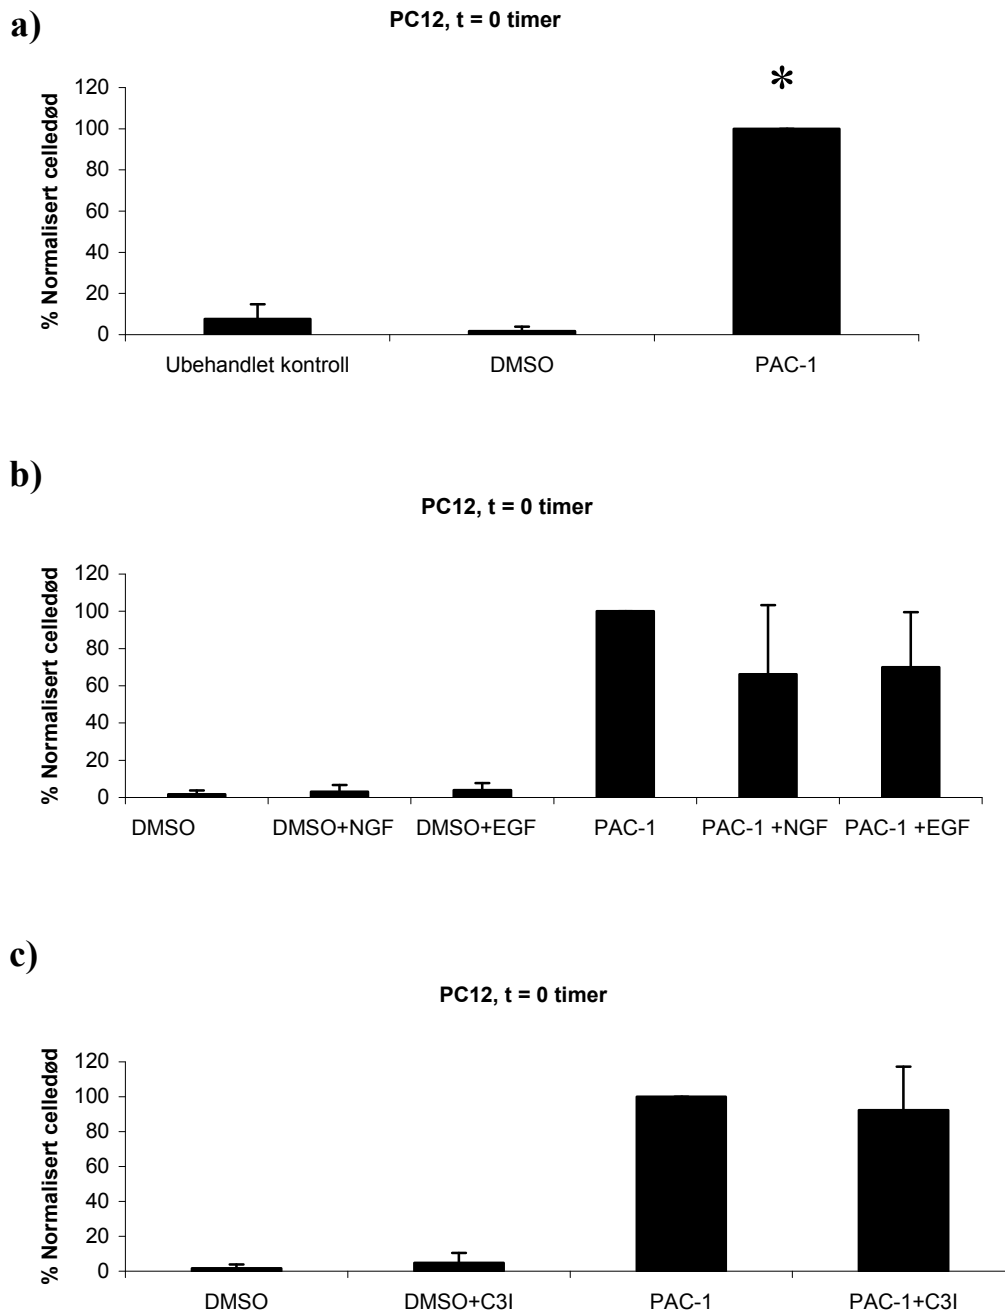 a)
PC12, t = 0 timer
*
% Normalisert celledød
120
100
80
60
40
20
0
Ubehandlet kontroll DMSO PAC-1
b)
PC12, t = 0 timer
% Normalisert celledød
120
100
80
60
40
20
0
DMSO DMSO+NGF DMSO+EGF PAC-1 PAC-1 +NGF PAC-1 +EGF
c)
PC12, t = 0 timer
% Normalisert celledød
120
100
80
60
40
20
0
DMSO DMSO+C3I PAC-1 PAC-1+C3I